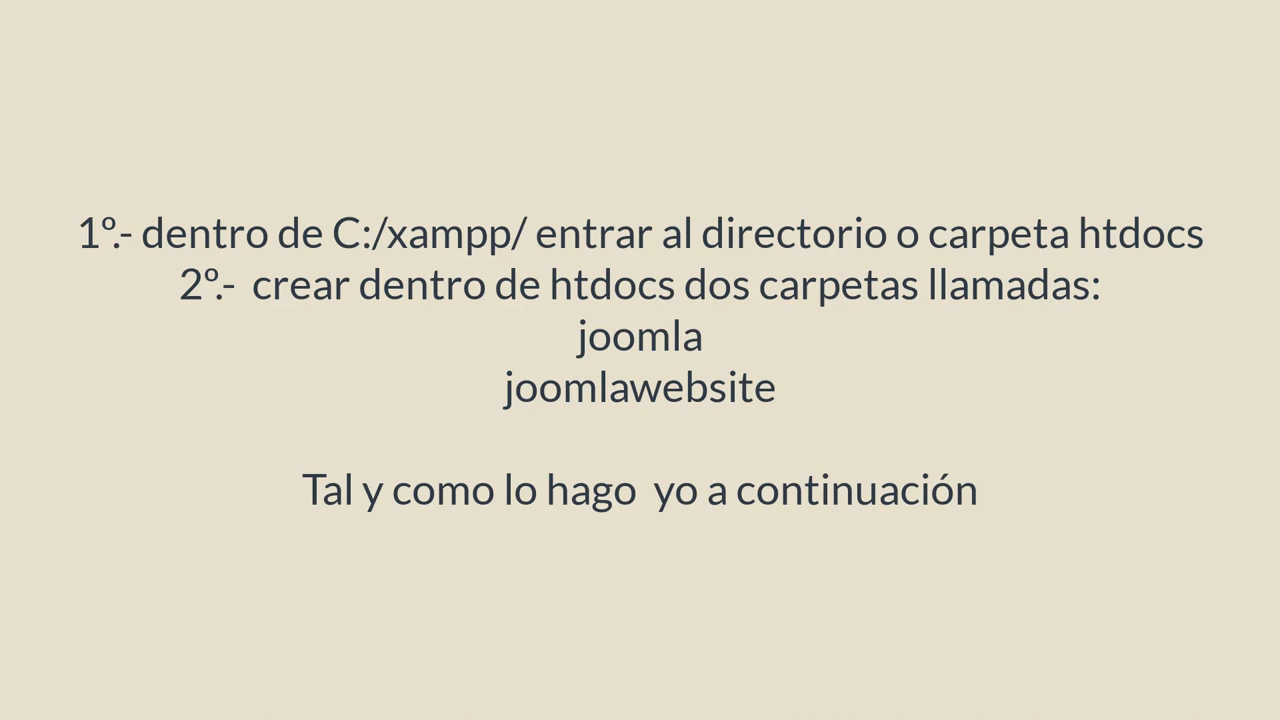 1º.- dentro de C:/xampp/ entrar al directorio o carpeta htdocs
2º.-  crear dentro de htdocs dos carpetas llamadas:
joomla
joomlawebsite
Tal y como lo hago  yo a continuación